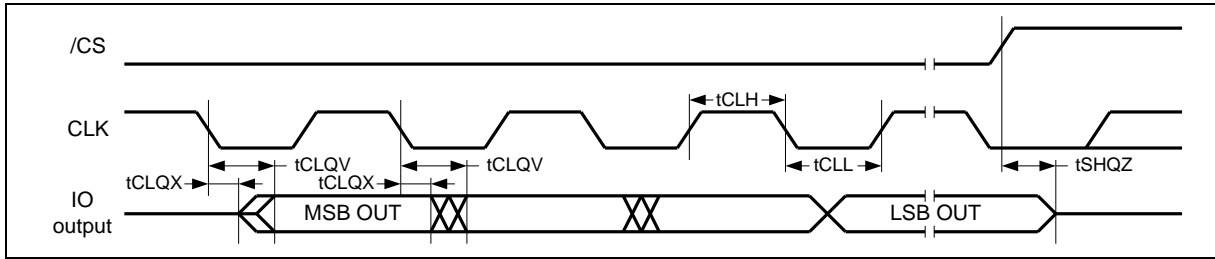 /CS
CLK
tCLH
tCLQV
tCLQV
tCLL
tSHQZ
tCLQX
tCLQX
IO
output
MSB OUT
LSB OUT